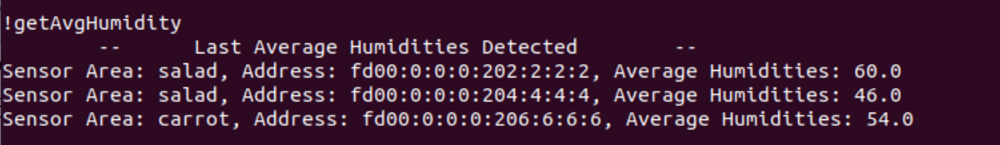 !getAvgHumidity
-- Last Average Humidities Detected --
Sensor Area: salad, Address: fd00:0:0:0:202:2:2:2, Average Humidities: 60.0
Sensor Area: salad, Address: fd00:0:0:0:204:4:4:4, Average Humidities: 46.0
Sensor Area: carrot, Address: fd00:0:0:0:206:6:6:6, Average Humidities: 54.0